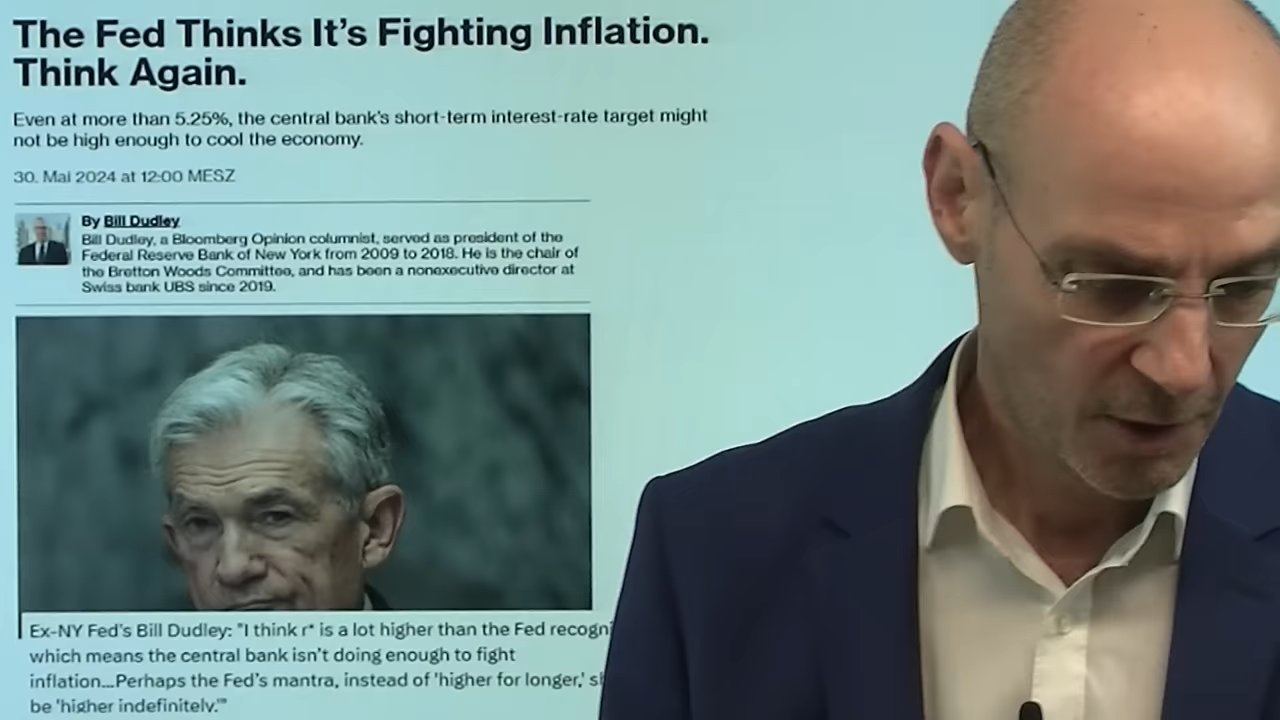 The Fed Thinks It's Fighting Inflation.
Think Again.
Even at more than 5.25%, the central bank's short-term interest-rate target might
not be high enough to cool the economy.
30. Mai 2024 at 12:00 MESZ
By Bill Dudley
Bill Dudley, a Bloomberg Opinion columnist, served as president of the
Federal Reserve Bank of New York from 2009 to 2018. He is the chair of
the Bretton Woods Committee, and has been a nonexecutive director at
Swiss bank UBS since 2019.
Ex-NY Fed's Bill Dudley: "I think r* is a lot higher than the Fed
which means the central bank isn't doing enough to fight
inflation...Perhaps the Fed's mantra, instead of 'higher for longer,'
be 'higher indefinitely.'"